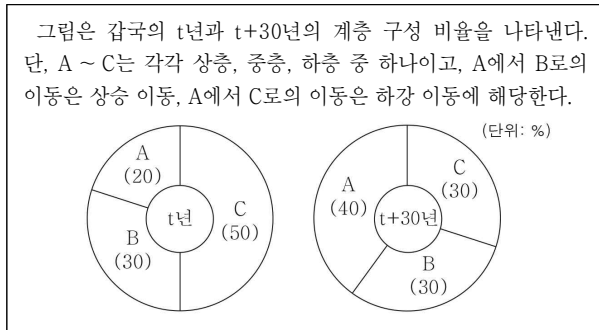 그림은 갑국의 t년과 t+30년의 계층 구성 비율을 나타낸다.
단, A ~ C는 각각 상층, 중층, 하층 중 하나이고, A에서 B로의
이동은 상승 이동, A에서 C로의 이동은 하강 이동에 해당한다.
(단위: %)
A
(20)
B
(30)
C
(50)
t년
A
(40)
C
(30)
B
(30)
t+30년